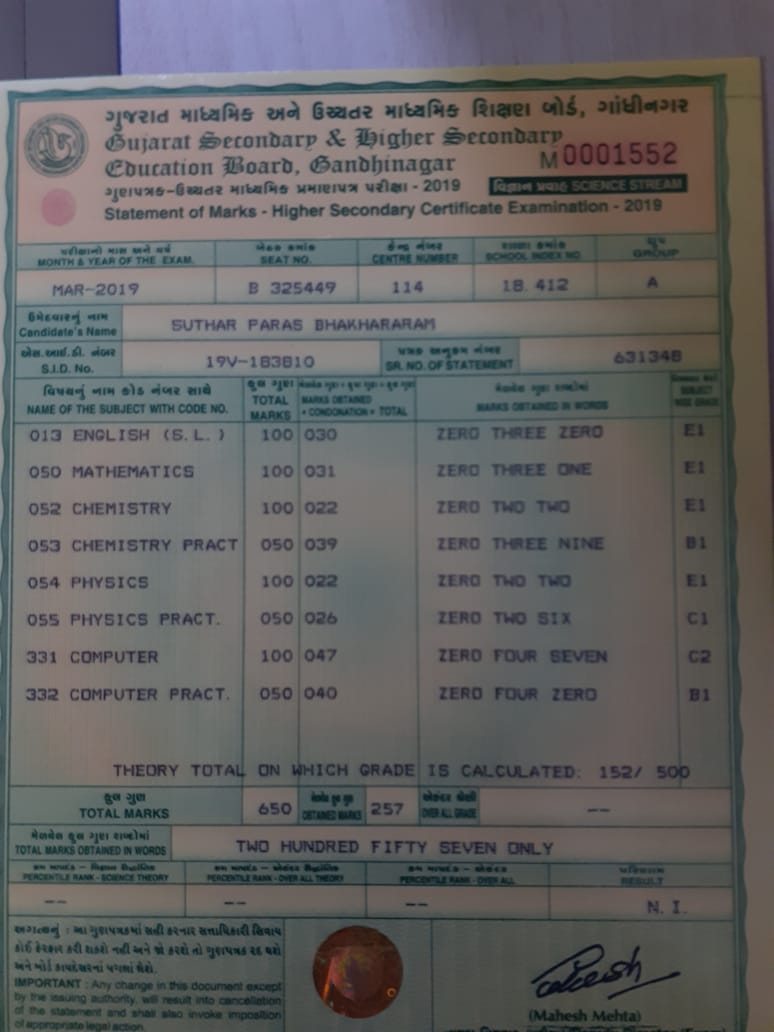 ગુજરાત માધ્યમિક અને ઉચ્ચતર માધ્યમિક શિક્ષણ બોર્ડ, ગાંધીનગર
Gujarat Secondary & Higher Secondary
Education Board, Gandhinagar
M 0001552
ગુણપત્રક-ઉચ્ચતર માધ્યમિક પ્રમાણપત્ર પરીક્ષા - 2019 વિજ્ઞાન પ્રવાહ SCIENCE STREAM
Statement of Marks - Higher Secondary Certificate Examination - 2019
પરીક્ષાનો માસ અને વર્ષ બેઠક ક્રમાંક કેન્દ્ર નંબર શાળા ક્રમાંક ગ્રૂપ
MONTH & YEAR OF THE EXAM. SEAT NO. CENTRE NUMBER SCHOOL INDEX NO. GROUP
MAR-2019 B 325449 114 18.412 A
ઉમેદવારનું નામ
Candidate's Name SUTHAR PARAS BHAKHARARAM
એસ.આઈ.ડી. નંબર પત્રક અનુક્રમ નંબર
S.I.D. No. 19V-183810 SR. NO. OF STATEMENT 631348
વિષયનું નામ કોડ નંબર સાથે કુલ ગુણ મેળવેલ ગુણ શબ્દોમાં
NAME OF THE SUBJECT WITH CODE NO. TOTAL MARKS MARKS OBTAINED + CONDONATION = TOTAL MARKS OBTAINED IN WORDS SUBJECT WISE GRADE
013 ENGLISH (S.L.) 100 030 ZERO THREE ZERO E1
050 MATHEMATICS 100 031 ZERO THREE ONE E1
052 CHEMISTRY 100 022 ZERO TWO TWO E1
053 CHEMISTRY PRACT 050 039 ZERO THREE NINE B1
054 PHYSICS 100 022 ZERO TWO TWO E1
055 PHYSICS PRACT. 050 026 ZERO TWO SIX C1
331 COMPUTER 100 047 ZERO FOUR SEVEN C2
332 COMPUTER PRACT. 050 040 ZERO FOUR ZERO B1
THEORY TOTAL ON WHICH GRADE IS CALCULATED: 152/ 500
કુલ ગુણ મેળવેલ કુલ ગુણ એકંદર શ્રેણી
TOTAL MARKS 650 OBTAINED MARKS 257 OVER ALL GRADE --
મેળવેલ કુલ ગુણ શબ્દોમાં
TOTAL MARKS OBTAINED IN WORDS TWO HUNDRED FIFTY SEVEN ONLY
પરિણામ
PERCENTILE RANK - SCIENCE THEORY PERCENTILE RANK - OVER ALL THEORY PERCENTILE RANK - OVER ALL RESULT
-- -- -- N. I.
અગત્યનું : આ ગુણપત્રકમાં સહી કરનાર સત્તાધિકારી સિવાય
કોઈ ફેરફાર કરી શકશે નહીં અને જો કરશે તો ગુણપત્રક રદ થશે
અને બોર્ડ કાયદેસરનાં પગલાં લેશે.
IMPORTANT : Any change in this document except
by the issuing authority, will result into cancellation
of the statement and shall also invoke imposition
of appropriate legal action.
(Mahesh Mehta)